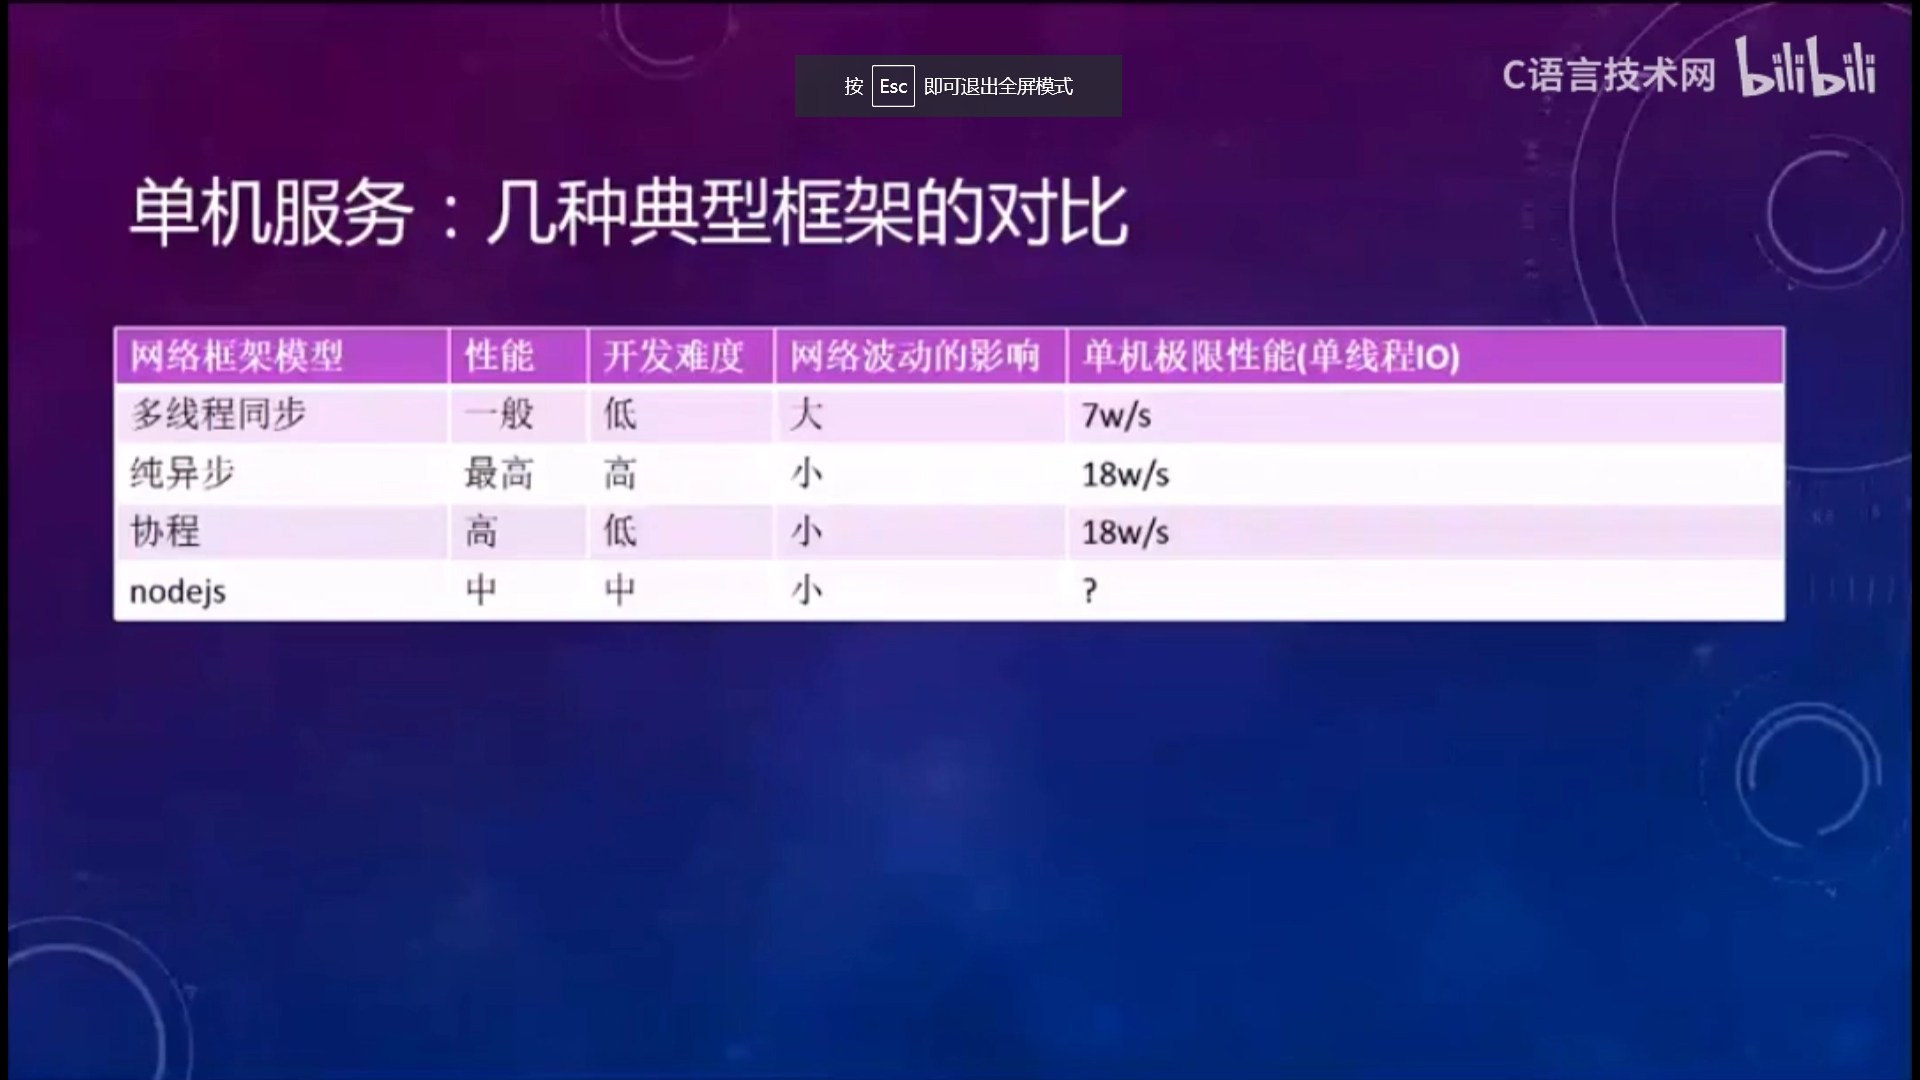 按 Esc 即可退出全屏模式
C语言技术网 bilibili
单机服务：几种典型框架的对比
网络框架模型 性能 开发难度 网络波动的影响 单机极限性能(单线程IO)
多线程同步 一般 低 大 7w/s
纯异步 最高 高 小 18w/s
协程 高 低 小 18w/s
nodejs 中 中 小 ?